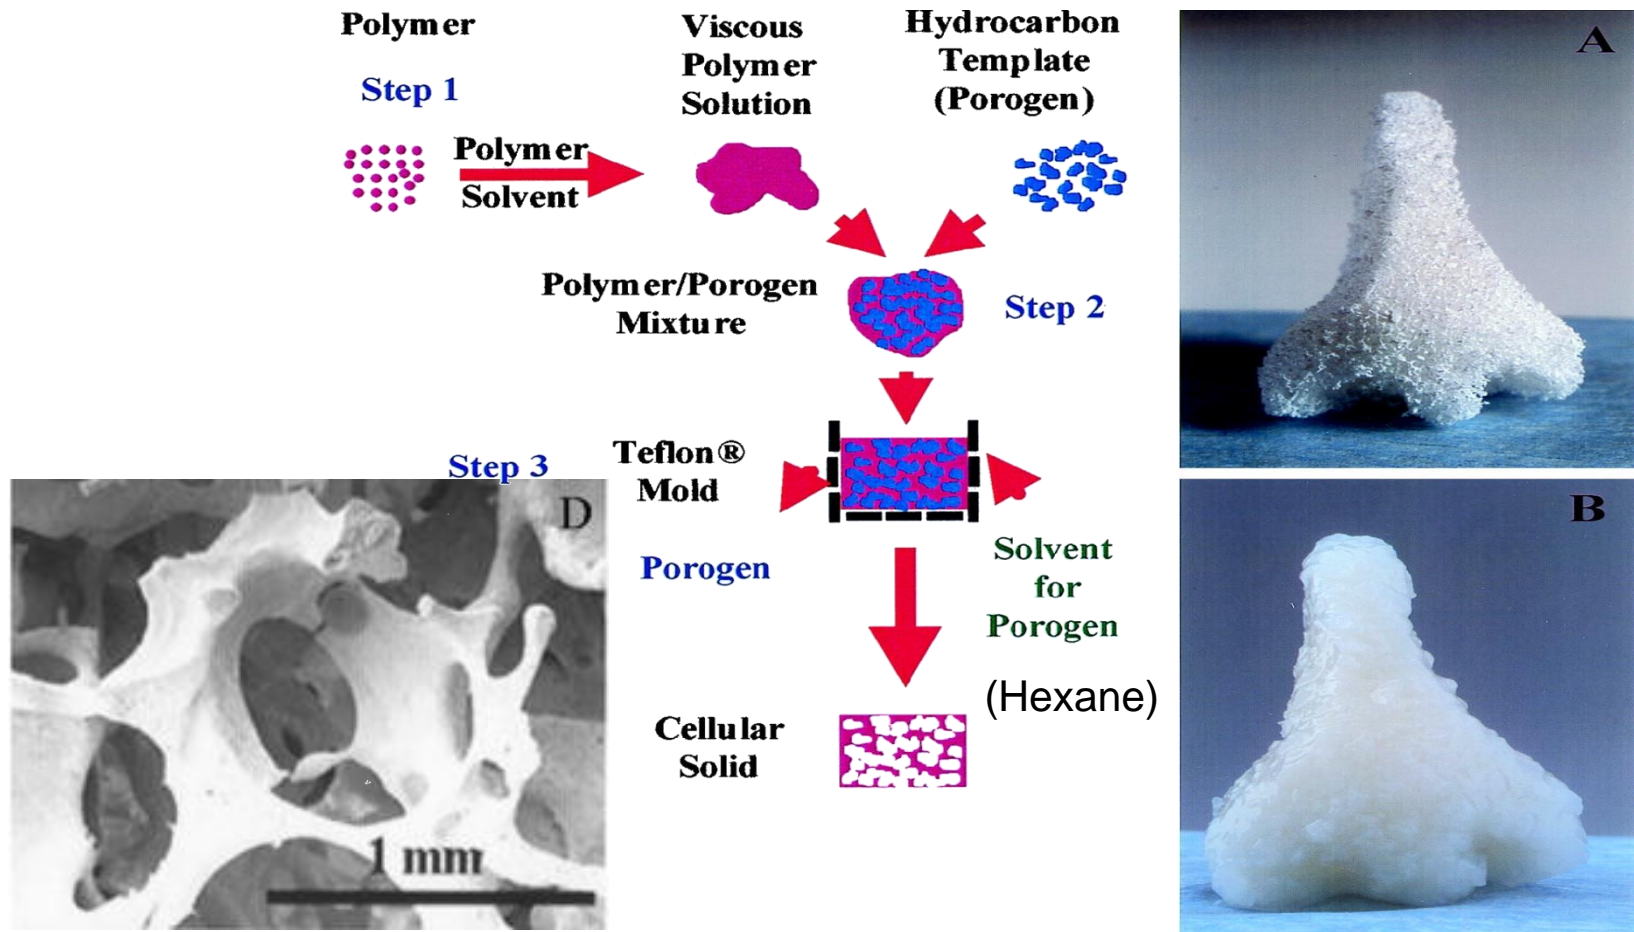 Polymer
Step 1
Polymer
Solvent
Viscous
Polymer
Solution
Hydrocarbon
Template
(Porogen)
Polymer/Porogen
Mixture
Step 2
Step 3
Teflon®
Mold
Porogen
Solvent
for
Porogen
(Hexane)
Cellular
Solid
D
1 mm
A
B